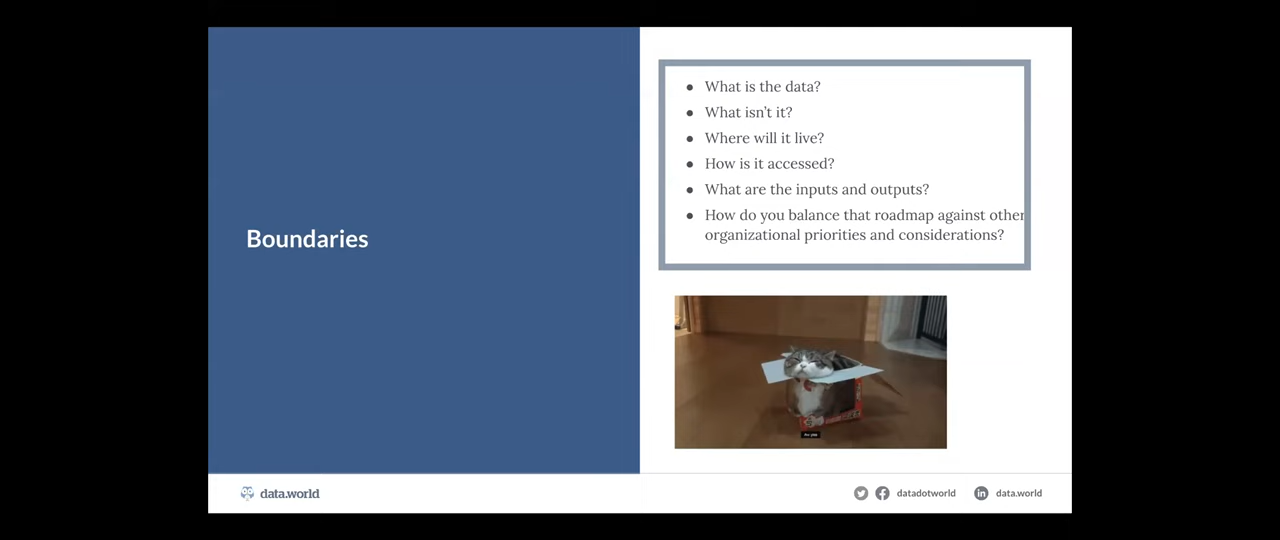 Boundaries
● What is the data?
● What isn't it?
● Where will it live?
● How is it accessed?
● What are the inputs and outputs?
● How do you balance that roadmap against other
organizational priorities and considerations?
data.world
datadotworld
in data.world